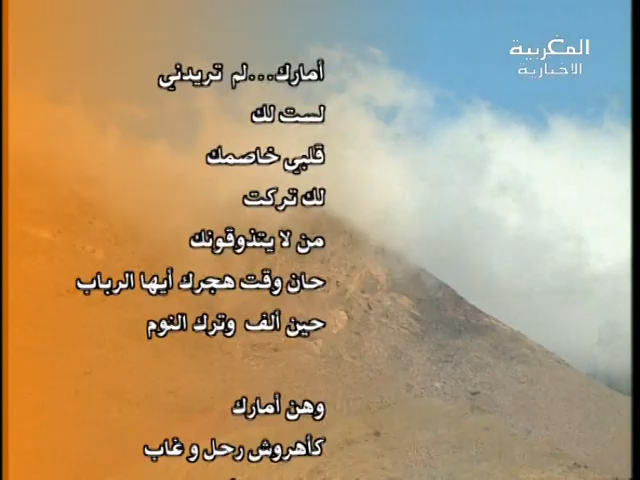 المغربية
الاخبارية
أمارك...لم تريدني
لست لك
قلبي خاصمك
لك تركت
من لا يتذوقونك
حان وقت هجرك أيها الرباب
حين ألف وترك النوم
وهن أمارك
كأهروش رحل و غاب